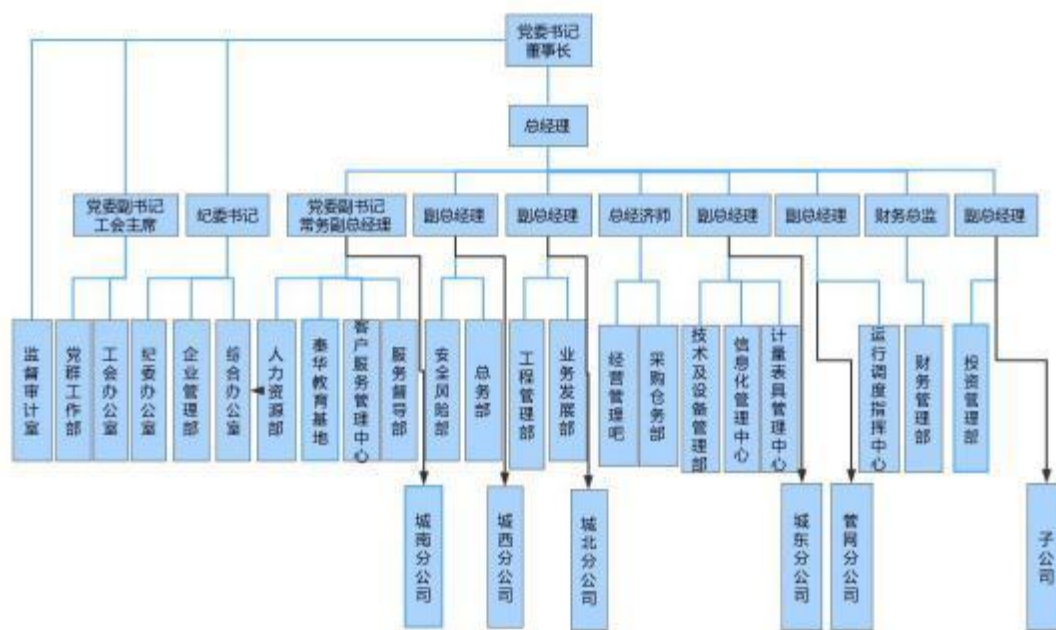 党委书记
董事长
总经理
党委副书记
工会主席
纪委书记
党委副书记
常务副总经理
副总经理
副总经理
总经济师
副总经理
副总经理
财务总监
副总经理
监督审计室
党群工作部
工会办公室
纪委办公室
企业管理部
综合办公室
人力资源部
秦华教育基地
客户服务管理中心
服务督导部
安全风险部
总务部
工程管理部
业务发展部
经营管理吧
采购仓务部
技术及设备管理部
信息化管理中心
计量表具管理中心
运行调度指挥中心
财务管理部
投资管理部
城南分公司
城西分公司
城北分公司
城东分公司
管网分公司
子公司